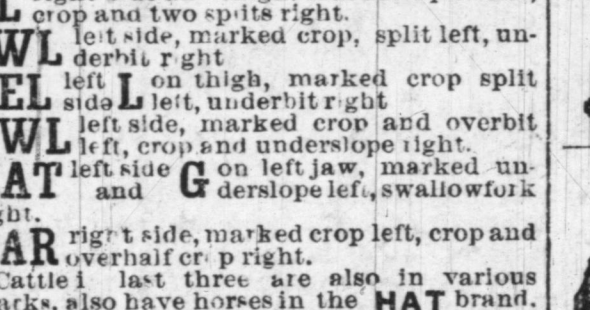 L crop and two splits right.
WL left side, marked crop, split left, un-
derbit right
EL left side L on thigh, marked crop split
left, underbit right
WL left side, marked crop and overbit
left, crop and underslope right.
AT left side and G on left jaw, marked un-
derslope left, swallowfork
ght.
AR right side, marked crop left, crop and
overhalf crop right.
Cattle i last three are also in various
arks, also have horses in the HAT brand.